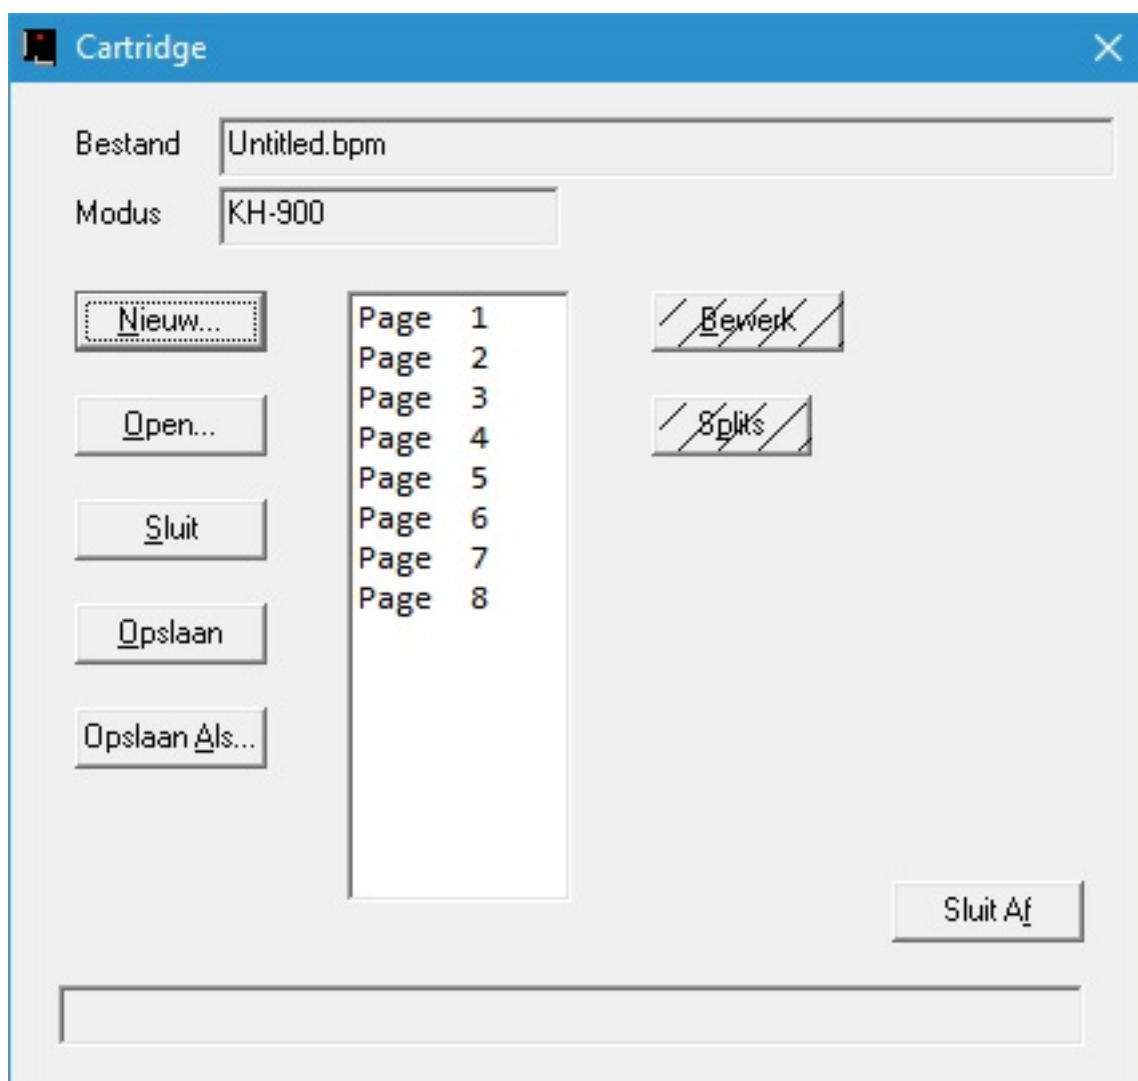 Cartridge
Bestand Untitled.bpm
Modus KH-900
Nieuw...
Open...
Sluit
Opslaan
Opslaan Als...
Page 1
Page 2
Page 3
Page 4
Page 5
Page 6
Page 7
Page 8
Bewerk
Splits
Sluit Af